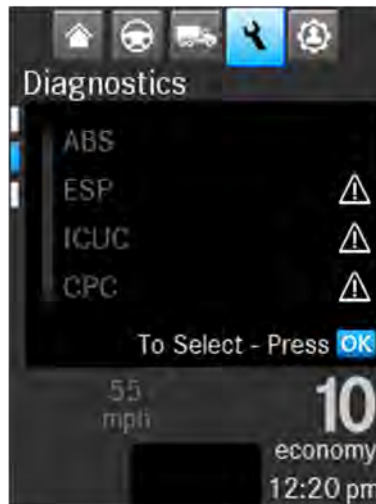 Diagnostics
ABS
ESP
ICUC
CPC
To Select - Press OK
55
mph
10
economy
12:20 pm